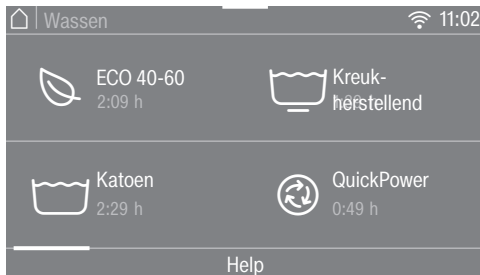 Wassen
11:02
ECO 40-60
2:09 h
Kreuk-
herstellend
Katoen
2:29 h
QuickPower
0:49 h
Help